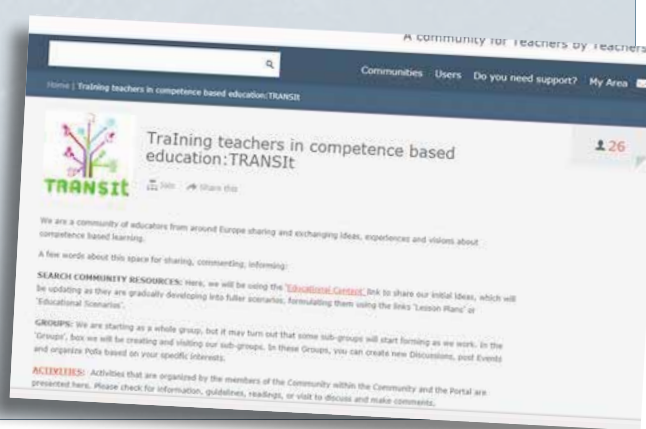 A community for Teachers by Teachers
Communities Users Do you need support? My Area
Home | Training teachers in competence based education:TRANSIt
TraIning teachers in competence based
education:TRANSIt
26
Join Share this
TRANSIt
We are a community of educators from around Europe sharing and exchanging ideas, experiences and visions about
competence based learning.
A few words about this space for sharing, commenting, informing:
SEARCH COMMUNITY RESOURCES: Here, we will be using the 'Educational Content' link to share our initial ideas, which will
be updating as they are gradually developing into fuller scenarios, formulating them using the links 'Lesson Plans' or
'Educational Scenarios'.
GROUPS: We are starting as a whole group, but it may turn out that some sub-groups will start forming as we work. In the
'Groups', box we will be creating and visiting our sub-groups. In these Groups, you can create new Discussions, post Events
and organize Polls based on your specific interests.
ACTIVITIES: Activities that are organized by the members of the Community within the Community and the Portal are
presented here. Please check for information, guidelines, readings, or visit to discuss and make comments.